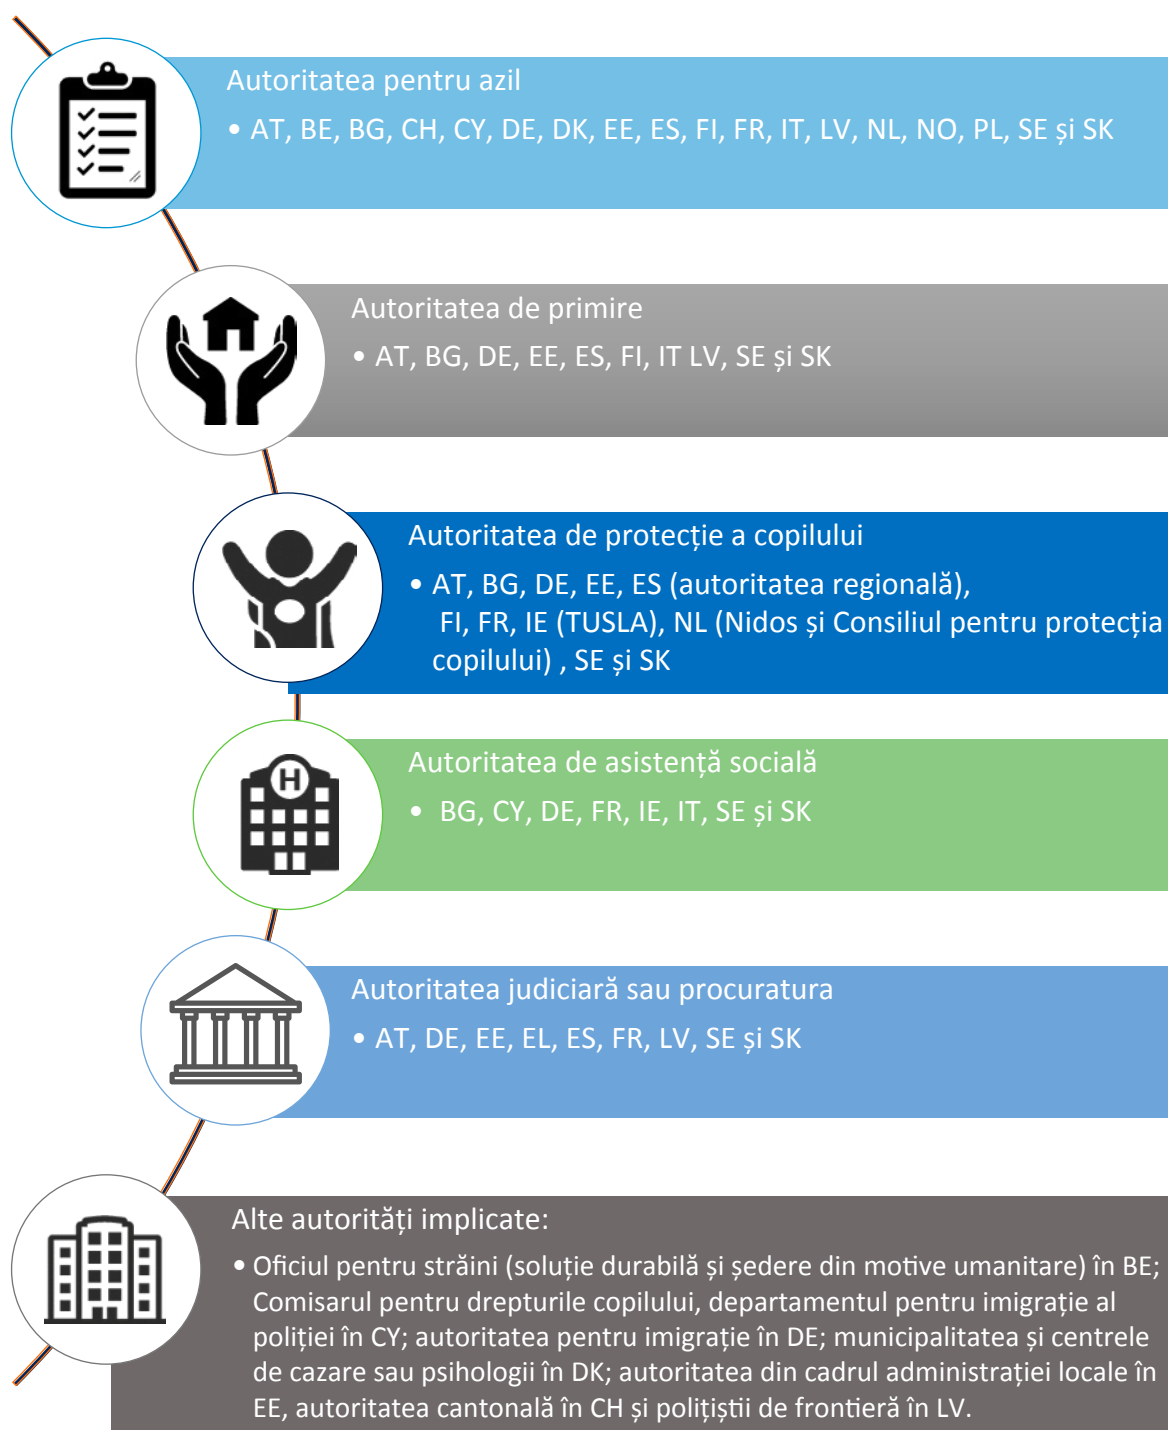 Autoritatea pentru azil
• AT, BE, BG, CH, CY, DE, DK, EE, ES, FI, FR, IT, LV, NL, NO, PL, SE și SK
Autoritatea de primire
• AT, BG, DE, EE, ES, FI, IT LV, SE și SK
Autoritatea de protecție a copilului
• AT, BG, DE, EE, ES (autoritatea regională),
FI, FR, IE (TUSLA), NL (Nidos și Consiliul pentru protecția
copilului) , SE și SK
H
Autoritatea de asistență socială
• BG, CY, DE, FR, IE, IT, SE și SK
Autoritatea judiciară sau procuratura
• AT, DE, EE, EL, ES, FR, LV, SE și SK
Alte autorități implicate:
• Oficiul pentru străini (soluție durabilă și ședere din motive umanitare) în BE;
Comisarul pentru drepturile copilului, departamentul pentru imigrație al
poliției în CY; autoritatea pentru imigrație în DE; municipalitatea și centrele
de cazare sau psihologii în DK; autoritatea din cadrul administrației locale în
EE, autoritatea cantonală în CH și polițiștii de frontieră în LV.